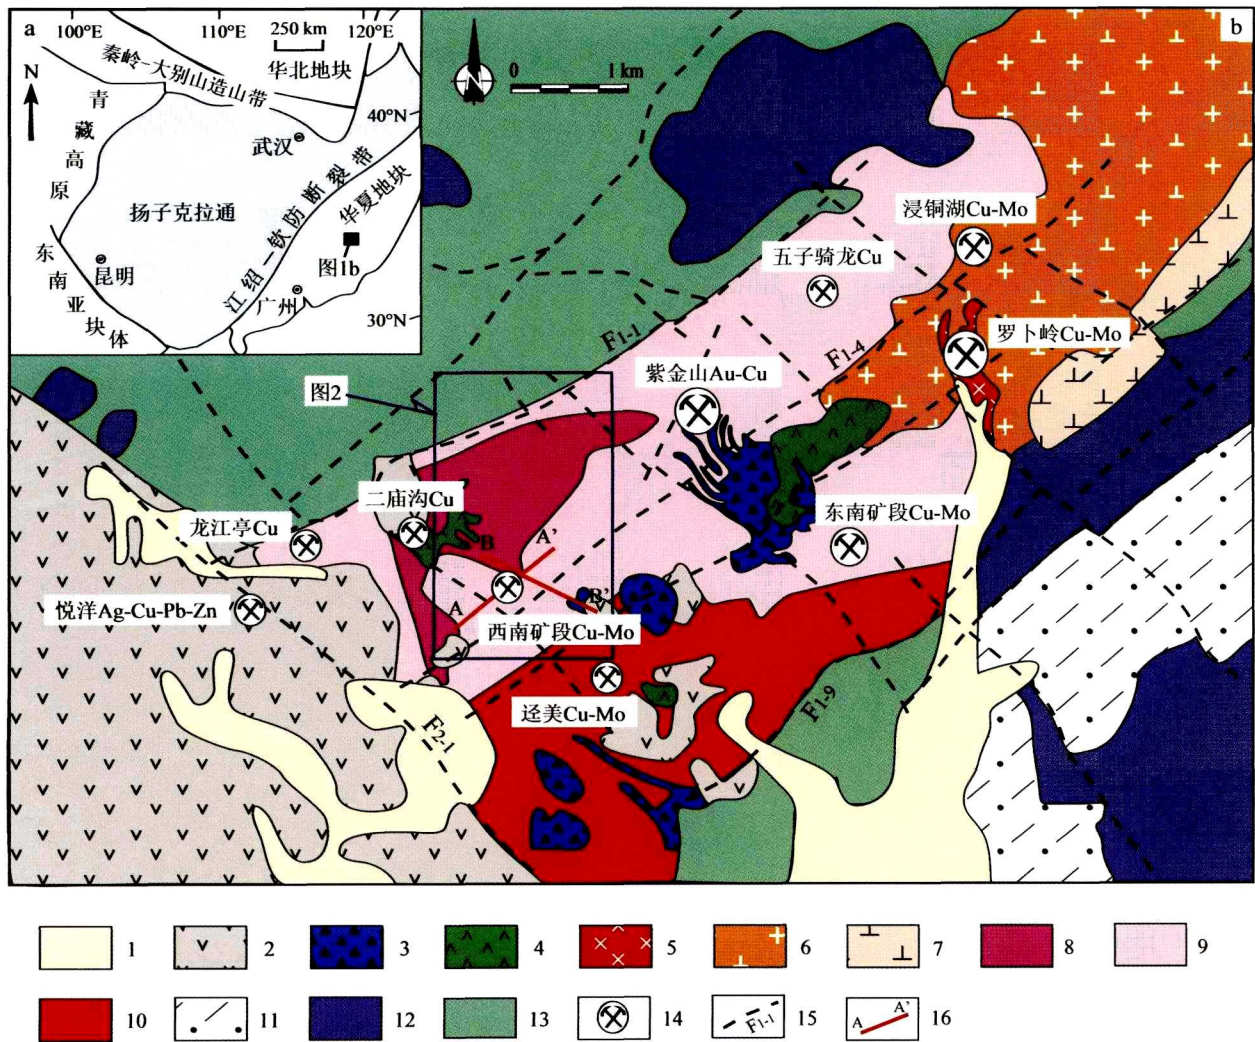 a
100°E
110°E
120°E
250 km
华北地块
秦岭-大别山造山带
N
青藏高原
40°N
武汉
扬子克拉通
江绍-钦防断裂带
华夏地块
图1b
东南亚块体
昆明
广州
30°N
b
N
0
1 km
浸铜湖Cu-Mo
五子骑龙Cu
F1-1
F1-4
罗卜岭Cu-Mo
紫金山Au-Cu
图2
二庙沟Cu
龙江亭Cu
东南矿段Cu-Mo
B
A'
悦洋Ag-Cu-Pb-Zn
A
B'
西南矿段Cu-Mo
迳美Cu-Mo
F1-9
F2-1
1
2
3
4
5
6
7
8
9
10
11
12
13
14
F1-1
15
A
A'
16